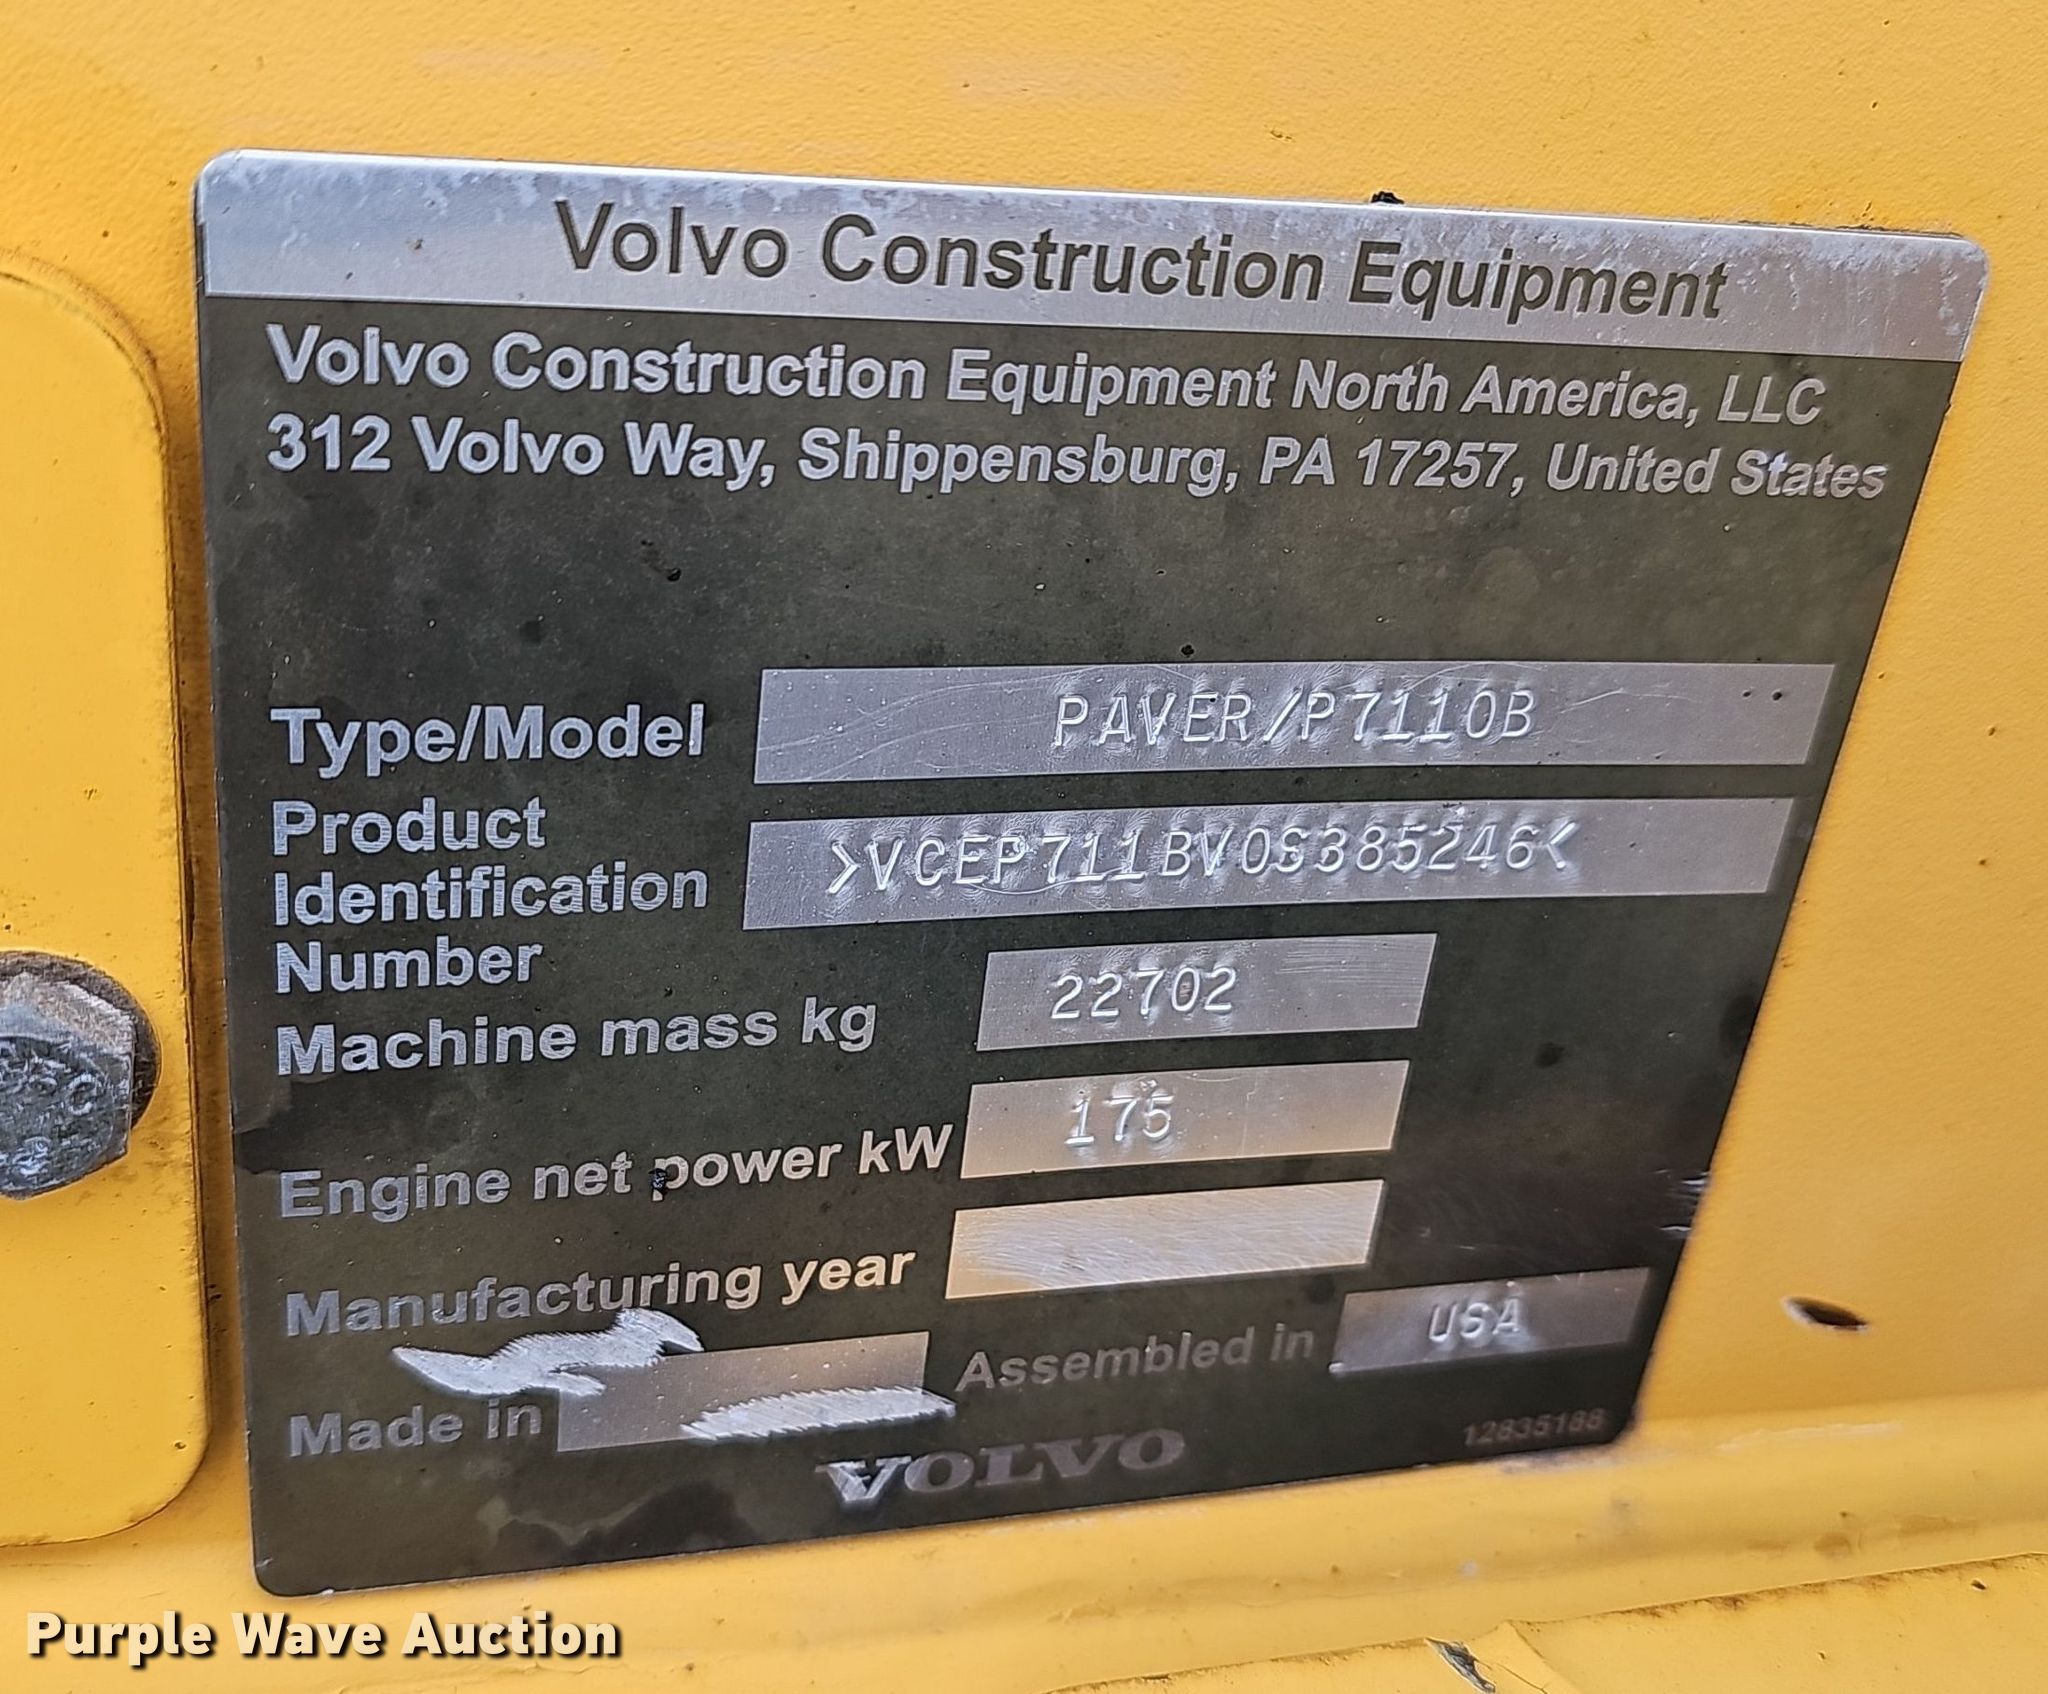 Volvo Construction Equipment
Volvo Construction Equipment North America, LLC
312 Volvo Way, Shippensburg, PA 17257, United States
Type/Model PAVER/P7110B
Product Identification Number >VCEP711BV0S385246<
Machine mass kg 22702
Engine net power kW 175
Manufacturing year
Made in Assembled in USA
VOLVO 12835188
Purple Wave Auction